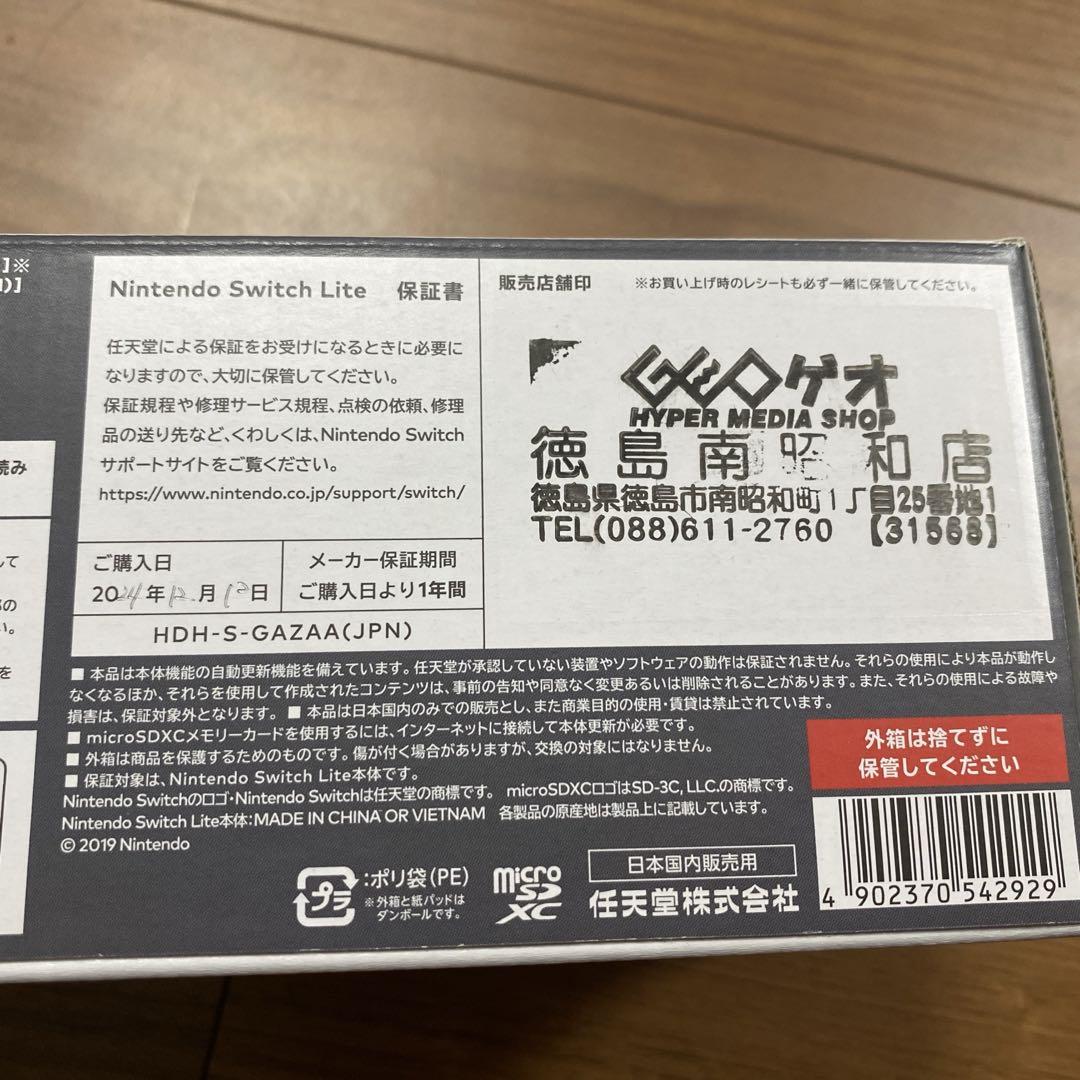 ]※
)]
読み
して
の
い。
を
Nintendo Switch Lite 保証書
任天堂による保証をお受けになるときに必要に
なりますので、大切に保管してください。
保証規程や修理サービス規程、点検の依頼、修理
品の送り先など、くわしくは、Nintendo Switch
サポートサイトをご覧ください。
https://www.nintendo.co.jp/support/switch/
ご購入日
2024年12月12日
メーカー保証期間
ご購入日より1年間
HDH-S-GAZAA(JPN)
販売店舗印 ※お買い上げ時のレシートも必ず一緒に保管してください。
GEOゲオ
HYPER MEDIA SHOP
徳島南昭和店
徳島県徳島市南昭和町1丁目25番地1
TEL(088)611-2760 【31568】
■ 本品は本体機能の自動更新機能を備えています。任天堂が承認していない装置やソフトウェアの動作は保証されません。それらの使用により本品が動作し
なくなるほか、それらを使用して作成されたコンテンツは、事前の告知や同意なく変更あるいは削除されることがあります。また、それらの使用による故障や
損害は、保証対象外となります。 ■ 本品は日本国内のみでの販売とし、また商業目的の使用・賃貸は禁止されています。
■ microSDXCメモリーカードを使用するには、インターネットに接続して本体更新が必要です。
■ 外箱は商品を保護するためのものです。傷が付く場合がありますが、交換の対象にはなりません。
■ 保証対象は、Nintendo Switch Lite本体です。
Nintendo Switchのロゴ・Nintendo Switchは任天堂の商標です。 microSDXCロゴはSD-3C, LLC.の商標です。
Nintendo Switch Lite本体：MADE IN CHINA OR VIETNAM 各製品の原産地は製品上に記載しています。
© 2019 Nintendo
外箱は捨てずに
保管してください
プラ
：ポリ袋(PE)
※外箱と紙パッドは
ダンボールです。
micro
SD
XC
日本国内販売用
任天堂株式会社
4 902370 542929